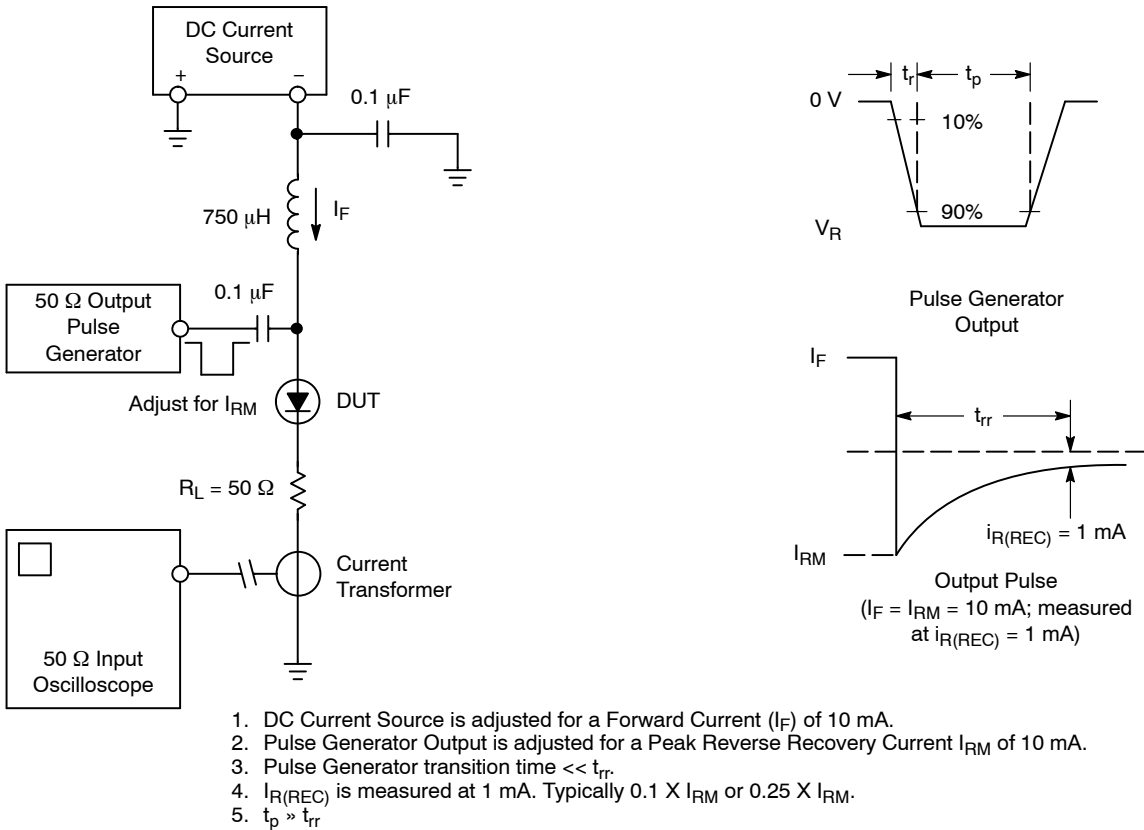 DC Current
Source
+ −
0.1 μF
750 μH
I_F
50 Ω Output
Pulse
Generator
0.1 μF
Adjust for I_RM
DUT
R_L = 50 Ω
Current
Transformer
50 Ω Input
Oscilloscope
t_r t_p
0 V
10%
90%
V_R
Pulse Generator
Output
I_F
t_rr
i_R(REC) = 1 mA
I_RM
Output Pulse
(I_F = I_RM = 10 mA; measured
at i_R(REC) = 1 mA)
1. DC Current Source is adjusted for a Forward Current (I_F) of 10 mA.
2. Pulse Generator Output is adjusted for a Peak Reverse Recovery Current I_RM of 10 mA.
3. Pulse Generator transition time << t_rr.
4. I_R(REC) is measured at 1 mA. Typically 0.1 X I_RM or 0.25 X I_RM.
5. t_p » t_rr